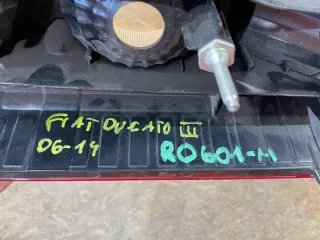 FIAT DUCATO III
06-14
RO601-H